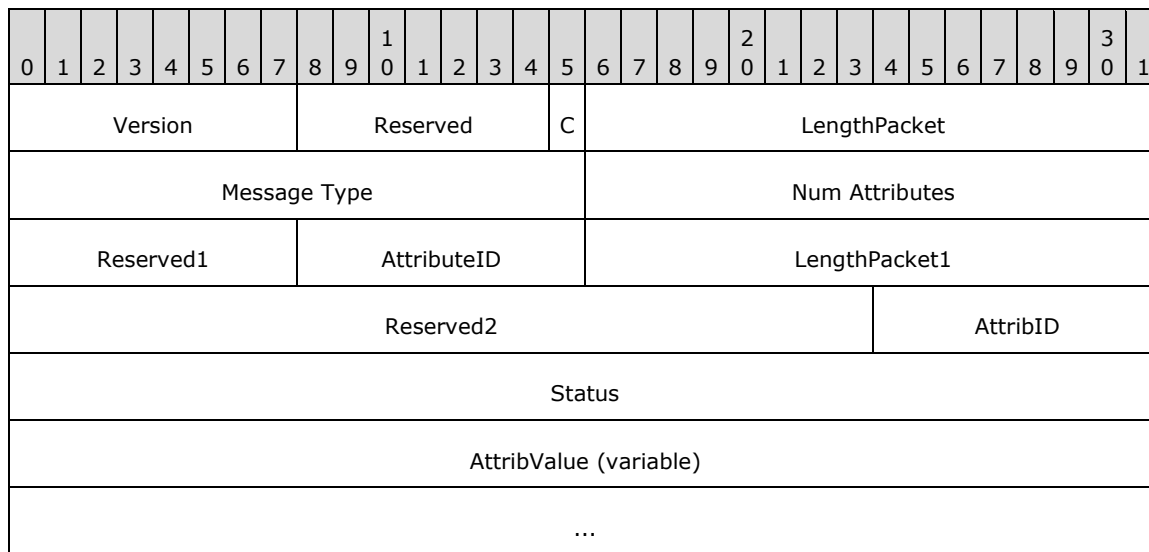 1 2 3
0 1 2 3 4 5 6 7 8 9 0 1 2 3 4 5 6 7 8 9 0 1 2 3 4 5 6 7 8 9 0 1
Version Reserved C LengthPacket
Message Type Num Attributes
Reserved1 AttributeID LengthPacket1
Reserved2 AttribID
Status
AttribValue (variable)
...